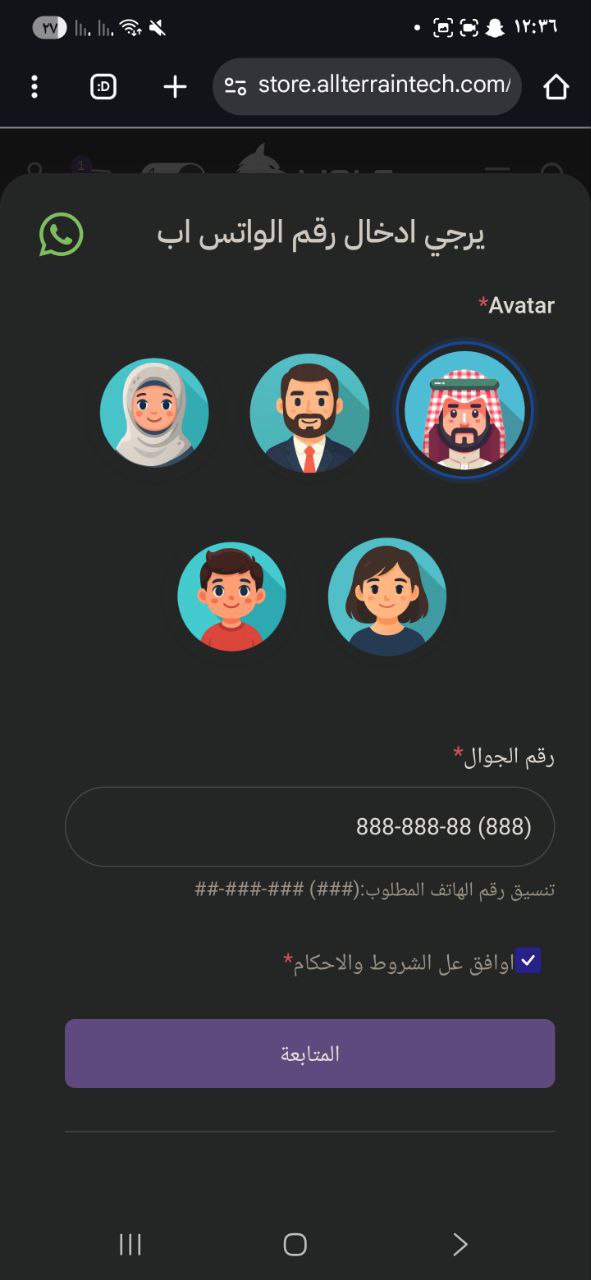 ١٢:٣٦
٢٧
store.allterraintech.com/
:D
1
يرجي ادخال رقم الواتس اب
Avatar*
رقم الجوال*
(888) 888-888-88
تنسيق رقم الهاتف المطلوب:(###) ###-###-##
اوافق عل الشروط والاحكام*
المتابعة